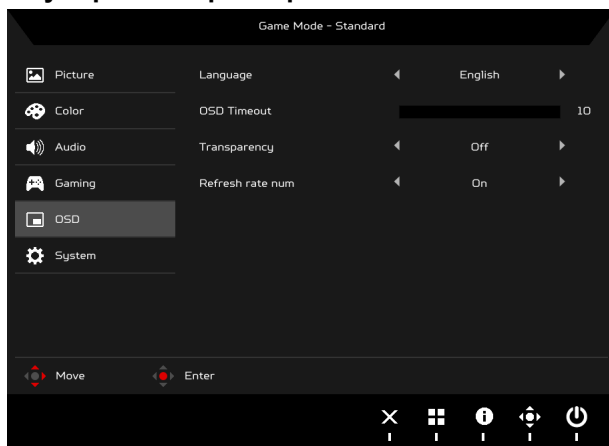 Game Mode - Standard
Picture
Language English
Color
OSD Timeout 10
Audio
Transparency Off
Gaming
Refresh rate num On
OSD
System
Move Enter